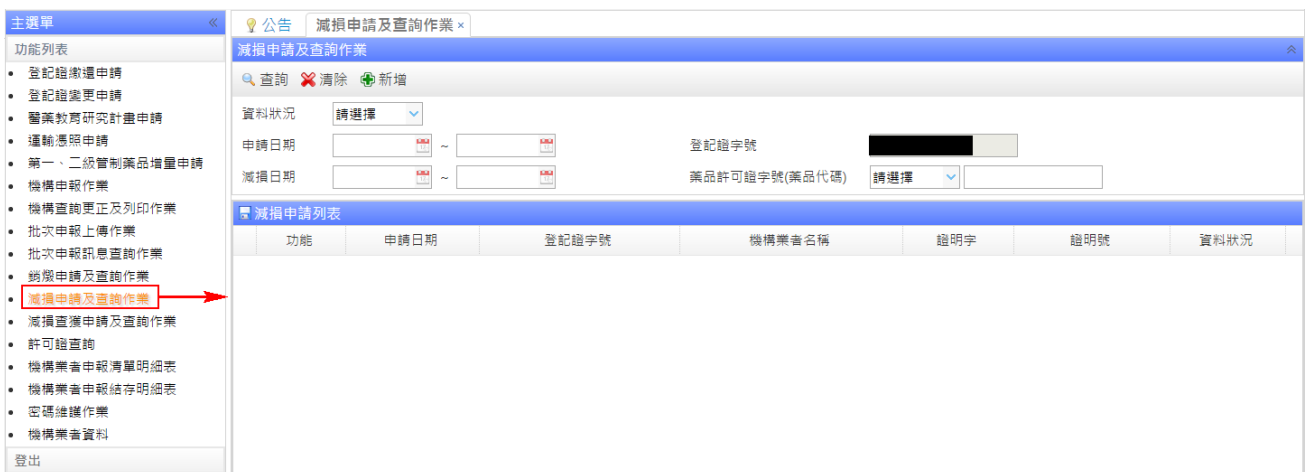 主選單
功能列表
登記證繳還申請
登記證變更申請
醫藥教育研究計畫申請
運輸憑照申請
第一、二級管制藥品增量申請
機構申報作業
機構查詢更正及列印作業
批次申報上傳作業
批次申報訊息查詢作業
銷燬申請及查詢作業
減損申請及查詢作業
減損查獲申請及查詢作業
許可證查詢
機構業者申報清單明細表
機構業者申報結存明細表
密碼維護作業
機構業者資料
登出
公告 減損申請及查詢作業 ×
減損申請及查詢作業
查詢 清除 新增
資料狀況 請選擇
申請日期 ~ 登記證字號
減損日期 ~ 藥品許可證字號(藥品代碼) 請選擇
減損申請列表
功能 申請日期 登記證字號 機構業者名稱 證明字 證明號 資料狀況